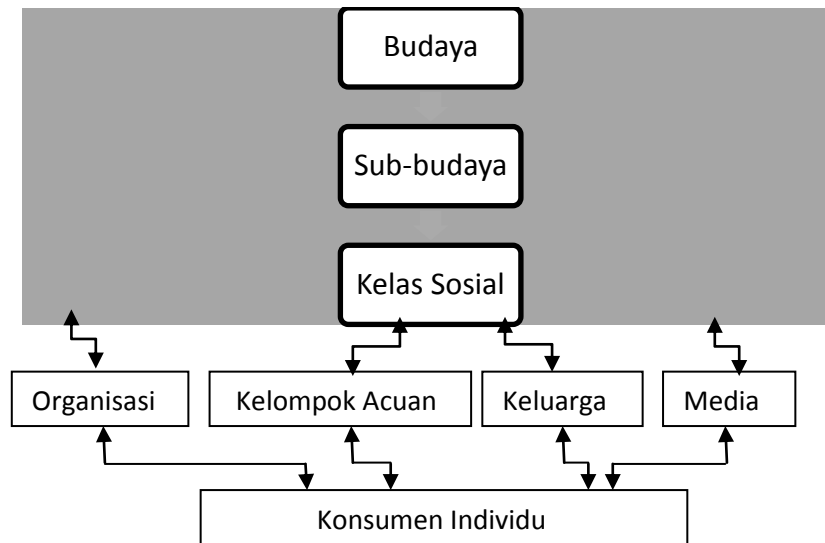 Budaya
Sub-budaya
Kelas Sosial
Organisasi
Kelompok Acuan
Keluarga
Media
Konsumen Individu